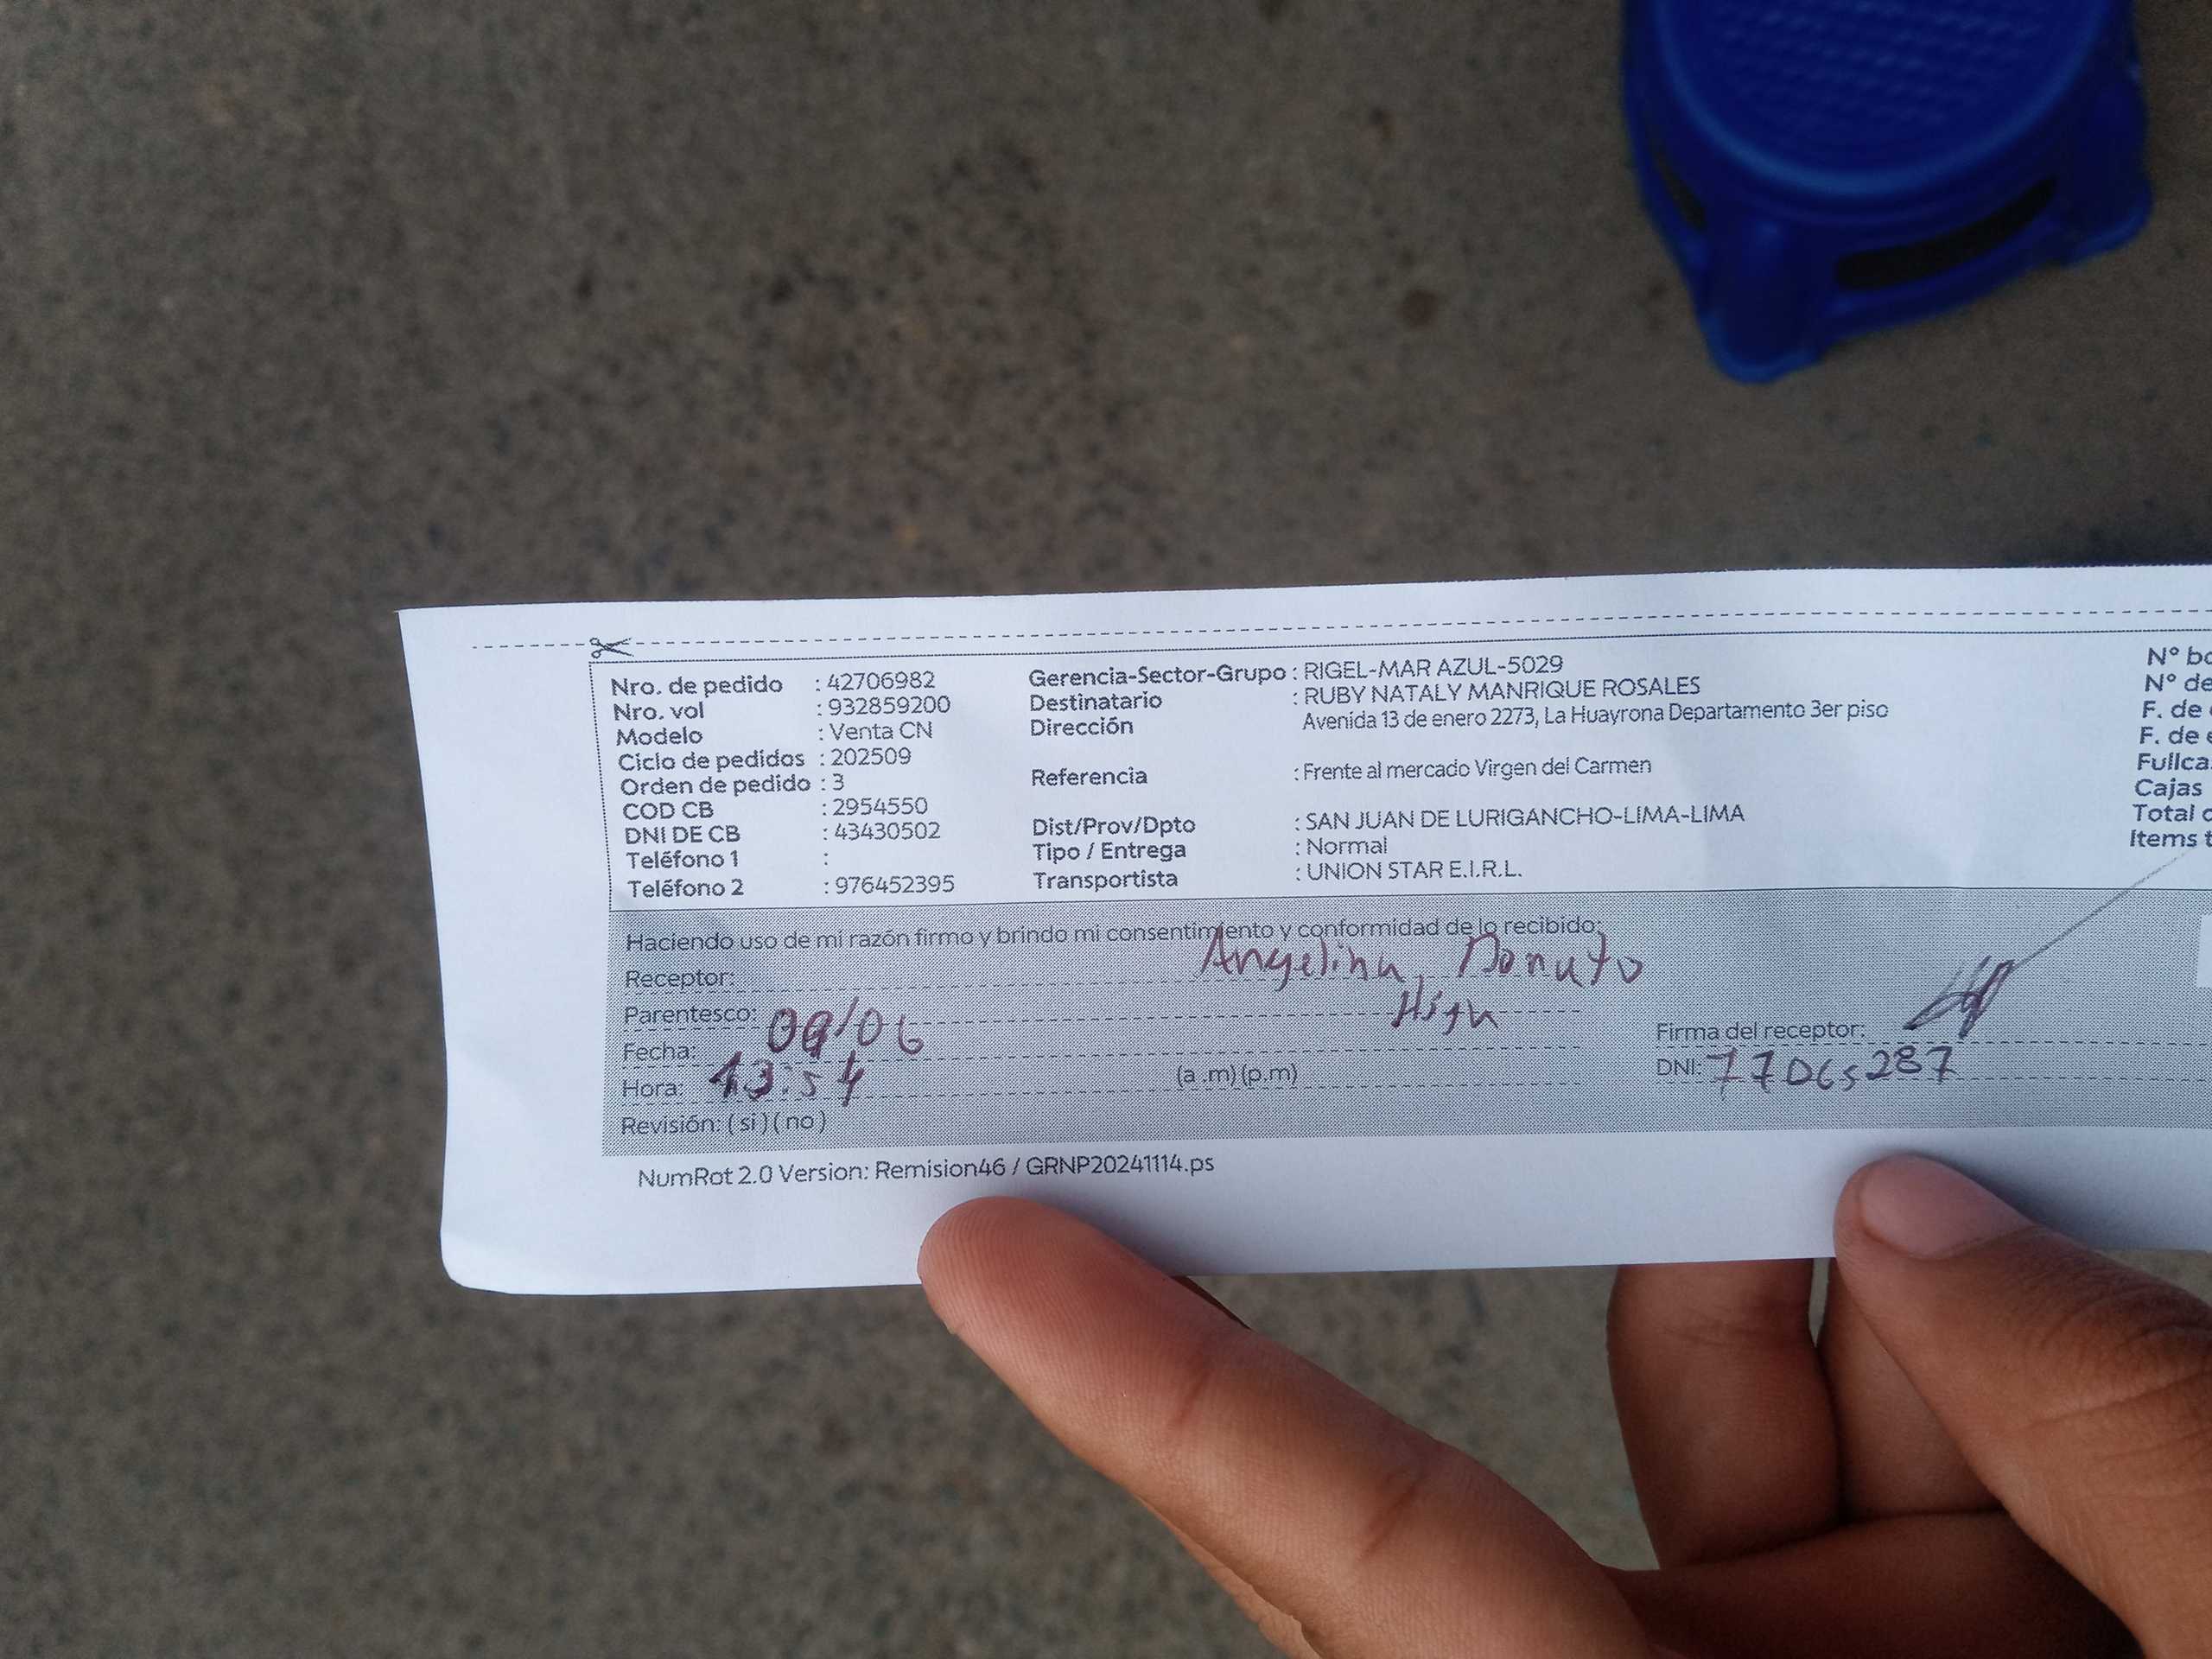 Nro. de pedido : 42706982
Nro. vol : 932859200
Modelo : Venta CN
Ciclo de pedidos : 202509
Orden de pedido : 3
COD CB : 2954550
DNI DE CB : 43430502
Teléfono 1 :
Teléfono 2 : 976452395
Gerencia-Sector-Grupo : RIGEL-MAR AZUL-5029
Destinatario : RUBY NATALY MANRIQUE ROSALES
Dirección Avenida 13 de enero 2273, La Huayrona Departamento 3er piso
Referencia : Frente al mercado Virgen del Carmen
Dist/Prov/Dpto : SAN JUAN DE LURIGANCHO-LIMA-LIMA
Tipo / Entrega : Normal
Transportista : UNION STAR E.I.R.L.
N° bo
N° de
F. de
F. de e
Fullca
Cajas
Total
Items t
Haciendo uso de mi razón firmo y brindo mi consentimiento y conformidad de lo recibido:
Receptor: Angelina Donuto
Parentesco: Hija
Fecha: 09/06
Hora: 13:54 (a .m) (p.m)
Revisión: ( si ) ( no )
Firma del receptor:
DNI: 77065287
NumRot 2.0 Version: Remision46 / GRNP20241114.ps